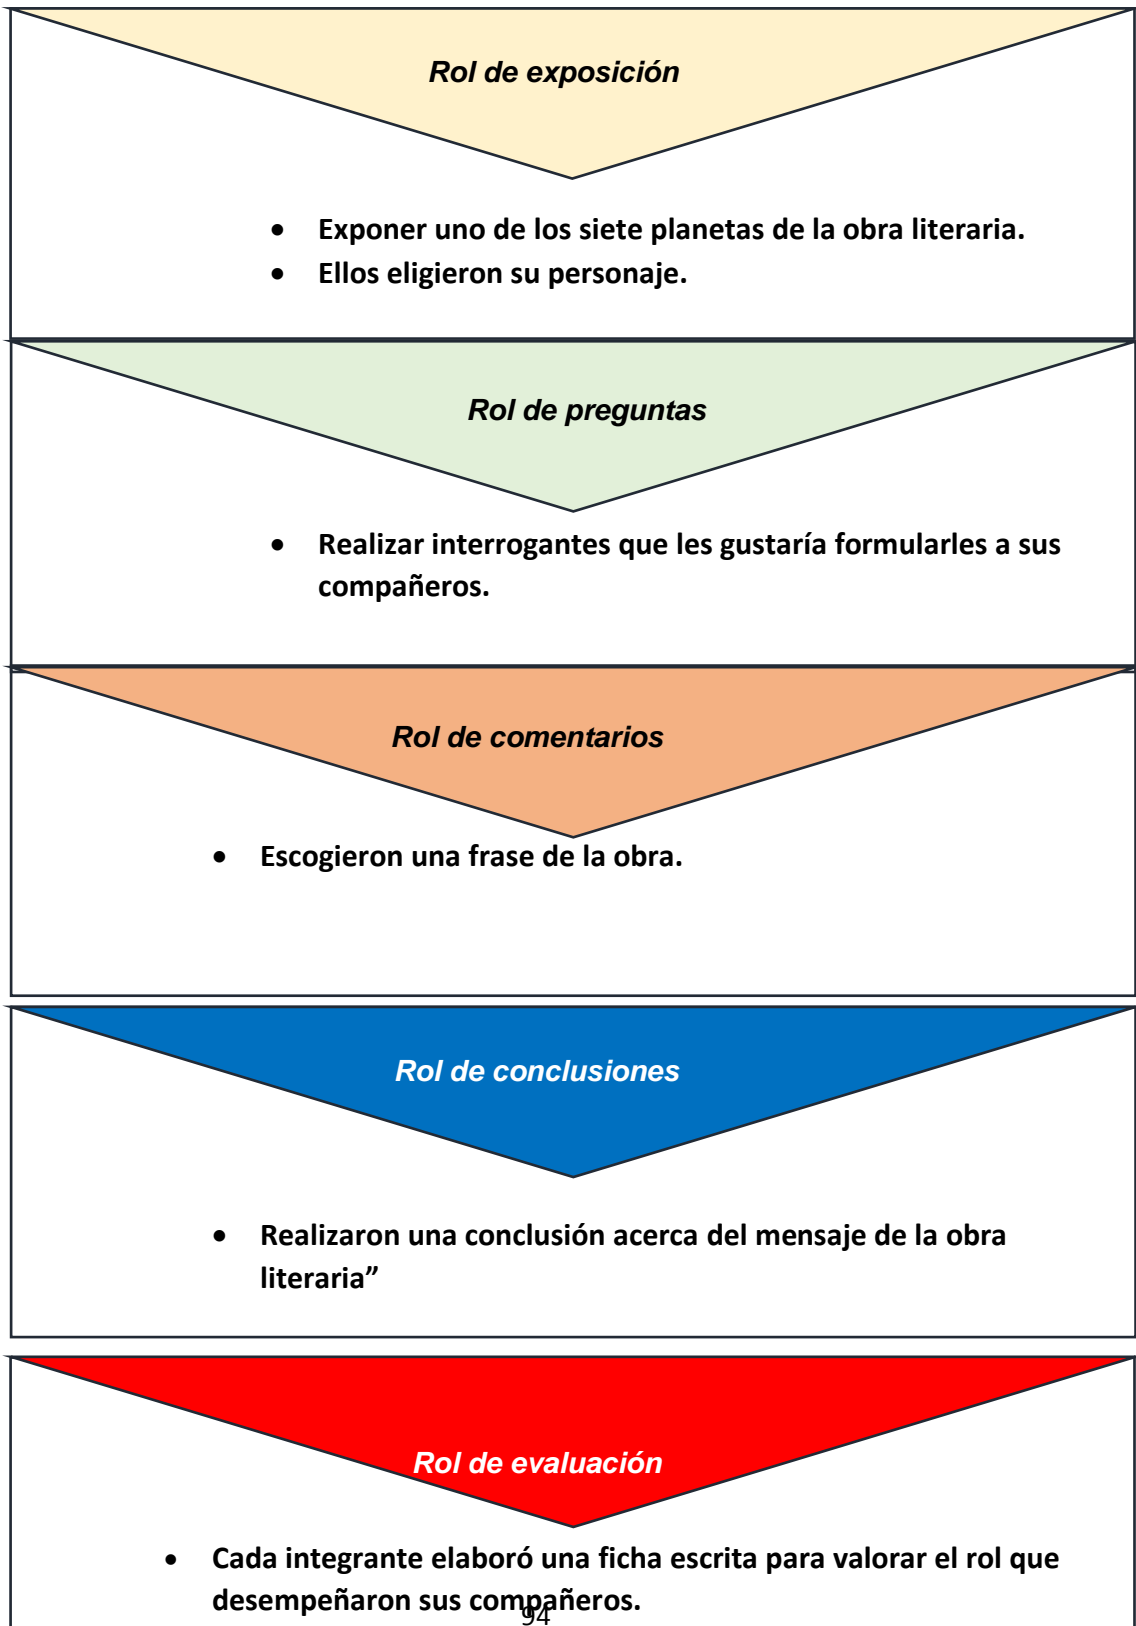 Rol de exposición
• Exponer uno de los siete planetas de la obra literaria.
• Ellos eligieron su personaje.
Rol de preguntas
• Realizar interrogantes que les gustaría formularles a sus
compañeros.
Rol de comentarios
• Escogieron una frase de la obra.
Rol de conclusiones
• Realizaron una conclusión acerca del mensaje de la obra
literaria”
Rol de evaluación
• Cada integrante elaboró una ficha escrita para valorar el rol que
desempeñaron sus compañeros.
94